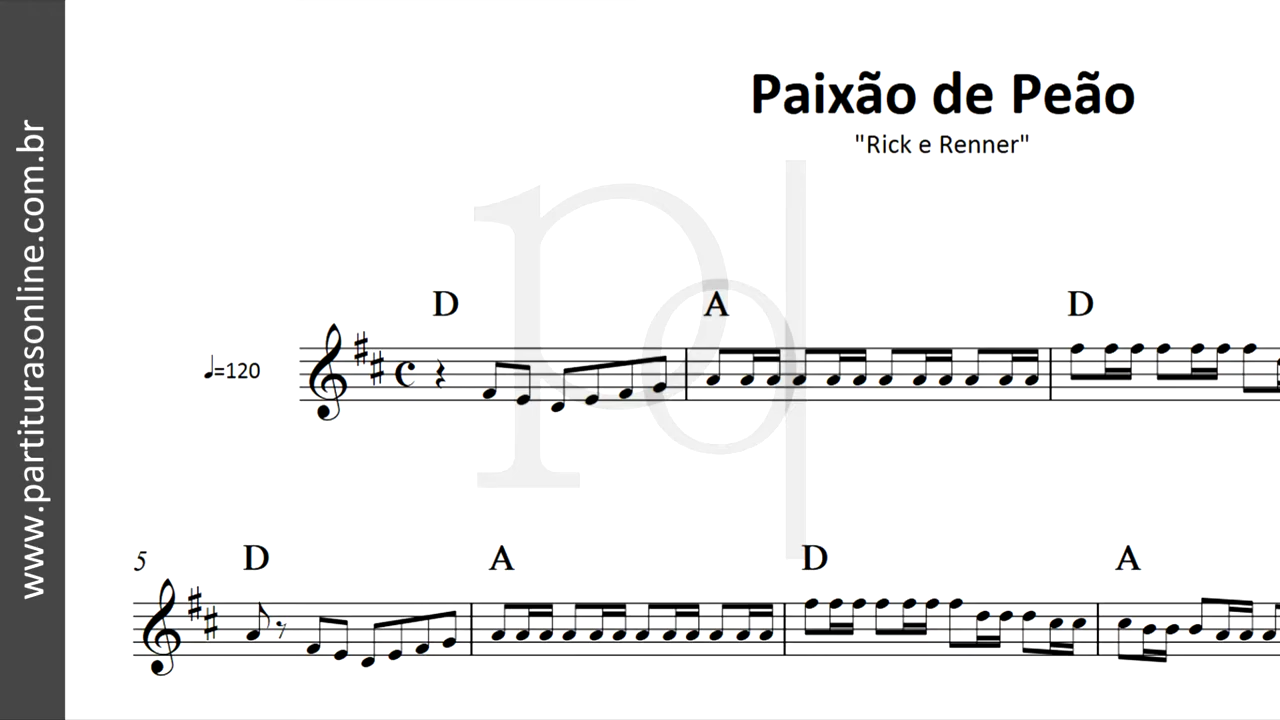 www.partiturasonline.com.br
Paixão de Peão
"Rick e Renner"
D A D
♩=120
5 D A D A